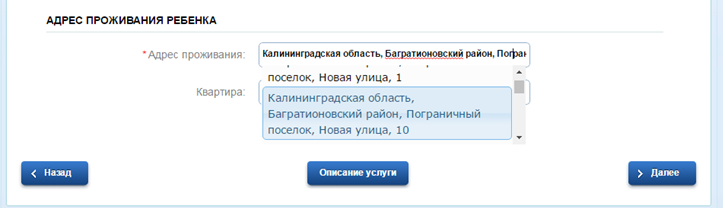 АДРЕС ПРОЖИВАНИЯ РЕБЕНКА
*Адрес проживания: Калининградская область, Багратионовский район, Погран
поселок, Новая улица, 1
Квартира:
Калининградская область,
Багратионовский район, Пограничный
поселок, Новая улица, 10
Назад Описание услуги Далее